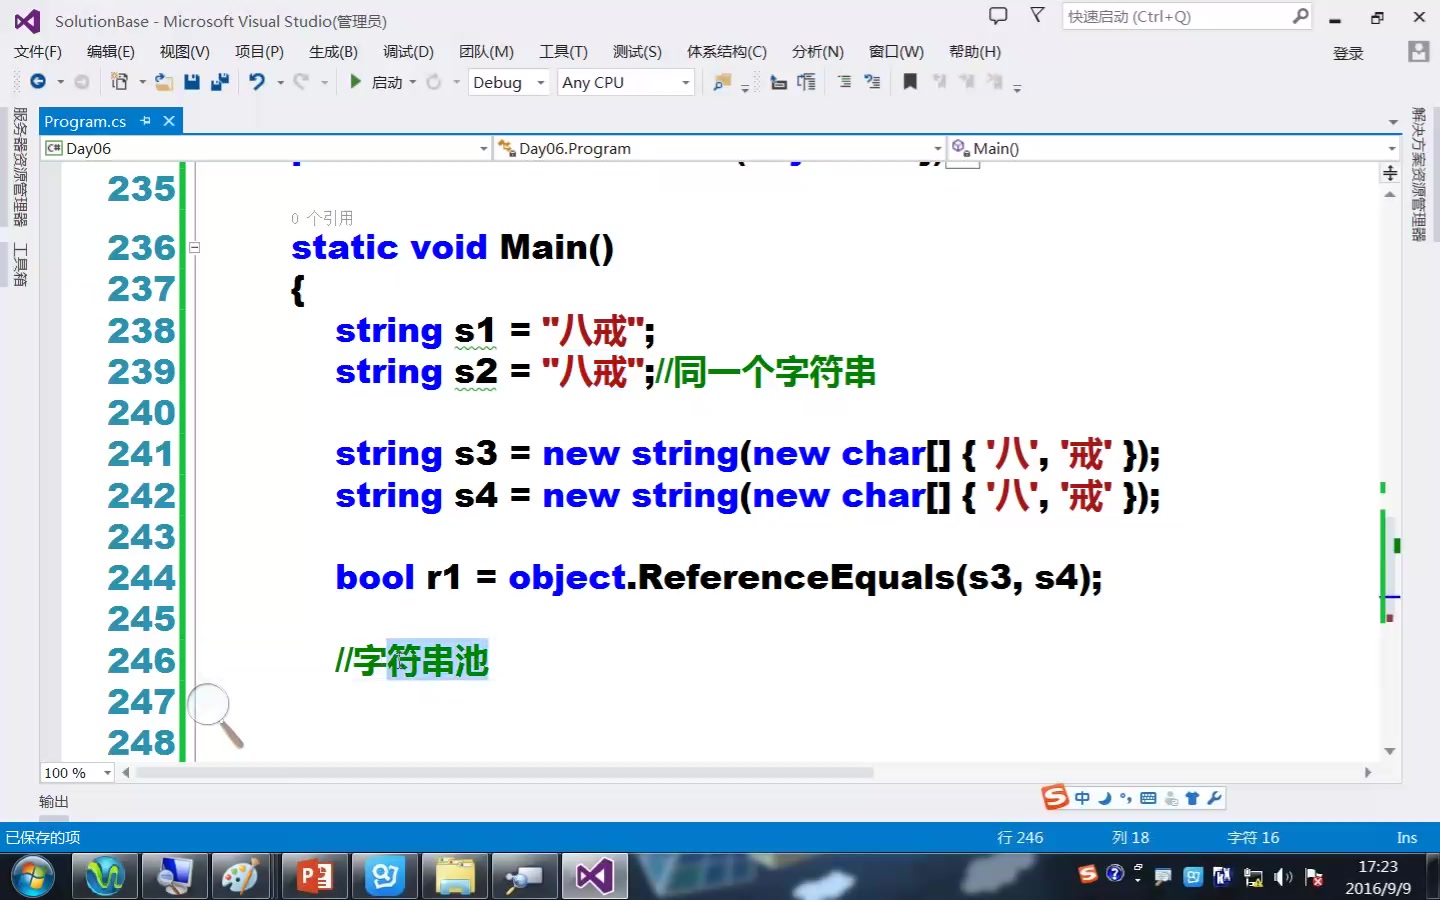 SolutionBase - Microsoft Visual Studio(管理员)
快速启动 (Ctrl+Q)
文件(F) 编辑(E) 视图(V) 项目(P) 生成(B) 调试(D) 团队(M) 工具(T) 测试(S) 体系结构(C) 分析(N) 窗口(W) 帮助(H) 登录
启动 Debug Any CPU
服务器资源管理器
工具箱
解决方案资源管理器
Program.cs
C# Day06 Day06.Program Main()
235
0 个引用
236 static void Main()
237 {
238 string s1 = "八戒";
239 string s2 = "八戒";//同一个字符串
240
241 string s3 = new string(new char[] { '八', '戒' });
242 string s4 = new string(new char[] { '八', '戒' });
243
244 bool r1 = object.ReferenceEquals(s3, s4);
245
246 //字符串池
247
248
100 %
输出
中
已保存的项 行 246 列 18 字符 16 Ins
17:23
2016/9/9